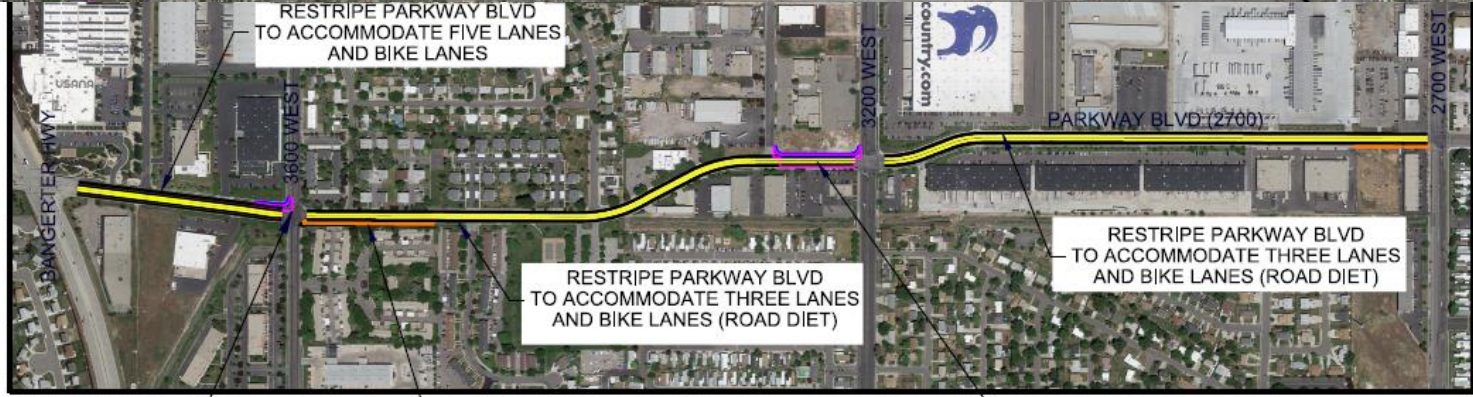 RESTRIPE PARKWAY BLVD
TO ACCOMMODATE FIVE LANES
AND BIKE LANES
USANA
BANGERTER HWY
3600 WEST
country.com
3200 WEST
PARKWAY BLVD (2700)
2700 WEST
RESTRIPE PARKWAY BLVD
TO ACCOMMODATE THREE LANES
AND BIKE LANES (ROAD DIET)
RESTRIPE PARKWAY BLVD
TO ACCOMMODATE THREE LANES
AND BIKE LANES (ROAD DIET)